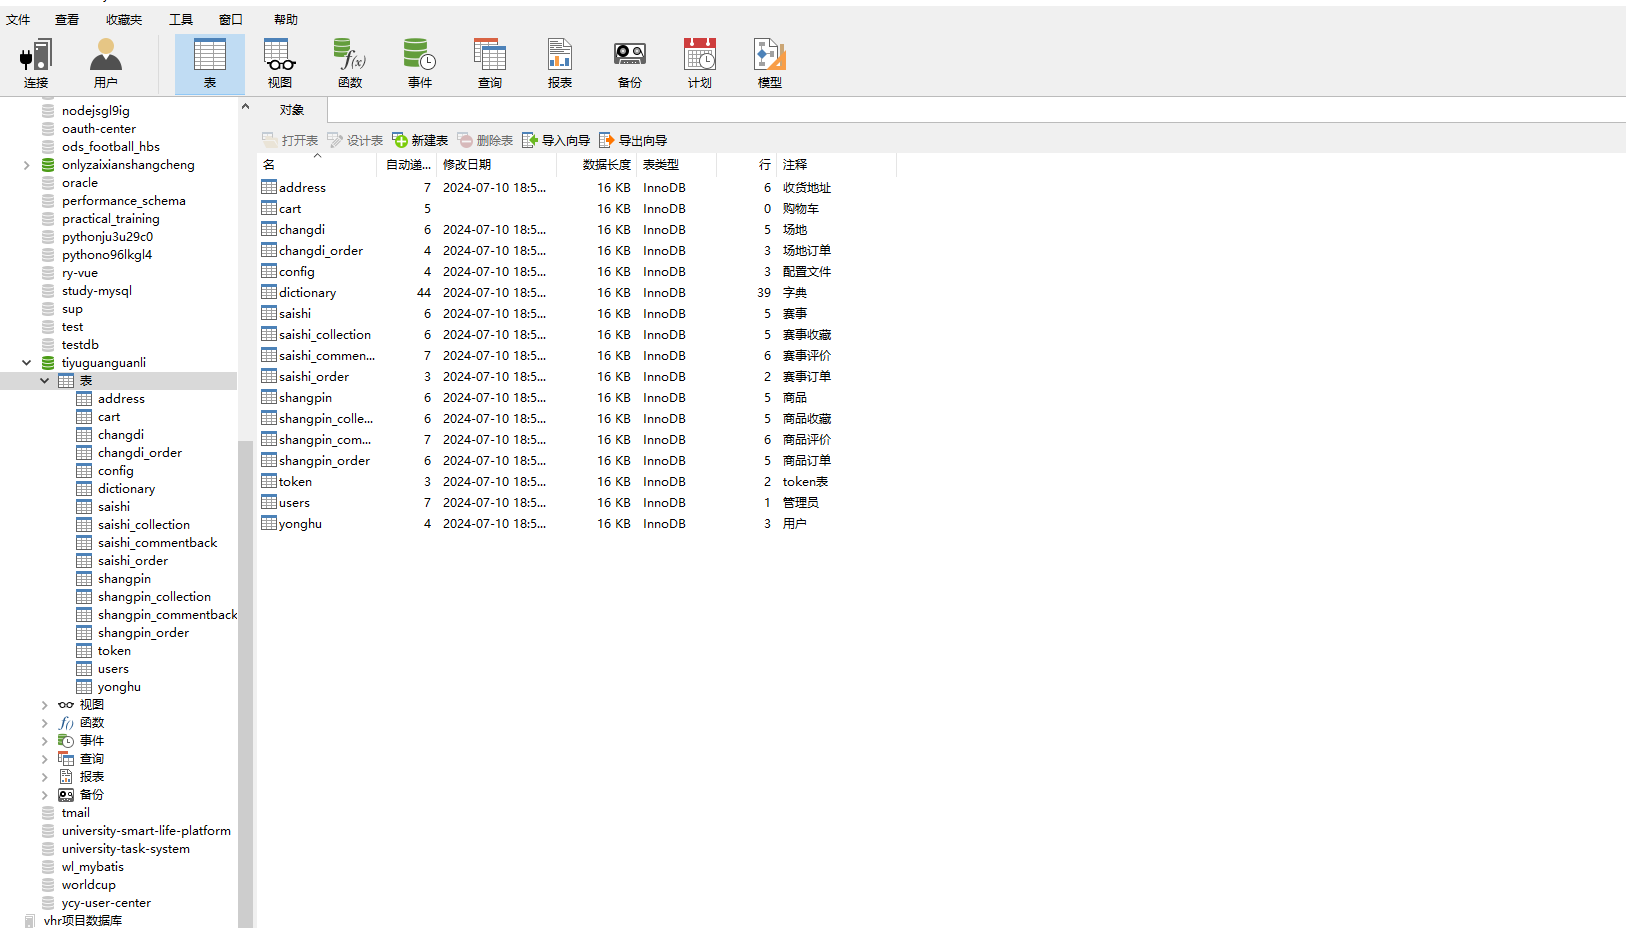 文件 查看 收藏夹 工具 窗口 帮助
连接 用户 表 视图 函数 事件 查询 报表 备份 计划 模型
nodejsgl9ig
oauth-center
ods_football_hbs
onlyzaixianshangcheng
oracle
performance_schema
practical_training
pythonju3u29c0
pythono96lkgl4
ry-vue
study-mysql
sup
test
testdb
tiyuguanguanli
表
address
cart
changdi
changdi_order
config
dictionary
saishi
saishi_collection
saishi_commentback
saishi_order
shangpin
shangpin_collection
shangpin_commentback
shangpin_order
token
users
yonghu
视图
函数
事件
查询
报表
备份
tmail
university-smart-life-platform
university-task-system
wl_mybatis
worldcup
ycy-user-center
vhr项目数据库
对象
打开表 设计表 新建表 删除表 导入向导 导出向导
名 自动递... 修改日期 数据长度 表类型 行 注释
address 7 2024-07-10 18:5... 16 KB InnoDB 6 收货地址
cart 5 16 KB InnoDB 0 购物车
changdi 6 2024-07-10 18:5... 16 KB InnoDB 5 场地
changdi_order 4 2024-07-10 18:5... 16 KB InnoDB 3 场地订单
config 4 2024-07-10 18:5... 16 KB InnoDB 3 配置文件
dictionary 44 2024-07-10 18:5... 16 KB InnoDB 39 字典
saishi 6 2024-07-10 18:5... 16 KB InnoDB 5 赛事
saishi_collection 6 2024-07-10 18:5... 16 KB InnoDB 5 赛事收藏
saishi_commen... 7 2024-07-10 18:5... 16 KB InnoDB 6 赛事评价
saishi_order 3 2024-07-10 18:5... 16 KB InnoDB 2 赛事订单
shangpin 6 2024-07-10 18:5... 16 KB InnoDB 5 商品
shangpin_colle... 6 2024-07-10 18:5... 16 KB InnoDB 5 商品收藏
shangpin_com... 7 2024-07-10 18:5... 16 KB InnoDB 6 商品评价
shangpin_order 6 2024-07-10 18:5... 16 KB InnoDB 5 商品订单
token 3 2024-07-10 18:5... 16 KB InnoDB 2 token表
users 7 2024-07-10 18:5... 16 KB InnoDB 1 管理员
yonghu 4 2024-07-10 18:5... 16 KB InnoDB 3 用户